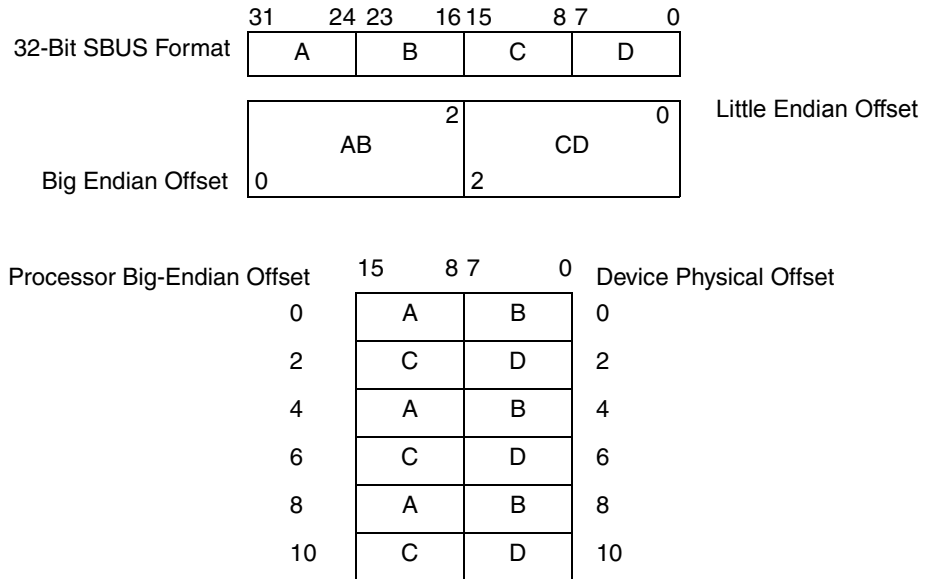 31 24 23 16 15 8 7 0
32-Bit SBUS Format A B C D
2 0 Little Endian Offset
AB CD
Big Endian Offset 0 2
Processor Big-Endian Offset 15 8 7 0 Device Physical Offset
0 A B 0
2 C D 2
4 A B 4
6 C D 6
8 A B 8
10 C D 10